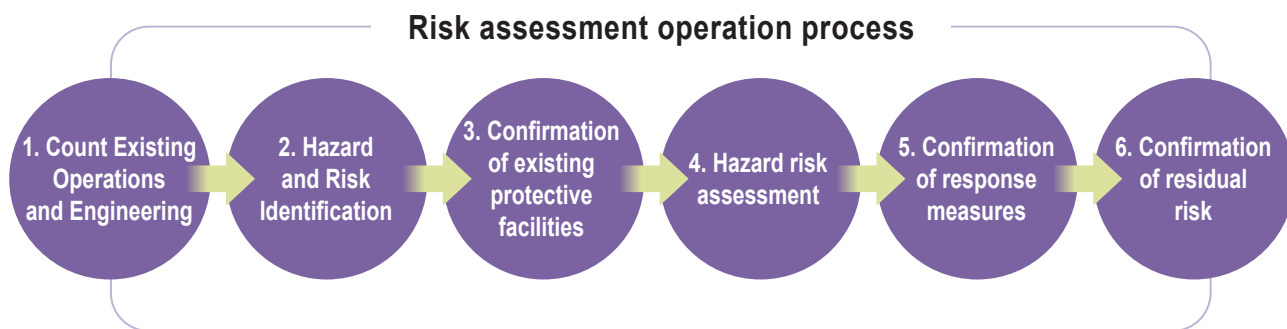 Risk assessment operation process
1. Count Existing
Operations
and Engineering
2. Hazard
and Risk
Identification
3. Confirmation
of existing
protective
facilities
4. Hazard risk
assessment
5. Confirmation
of response
measures
6. Confirmation
of residual
risk